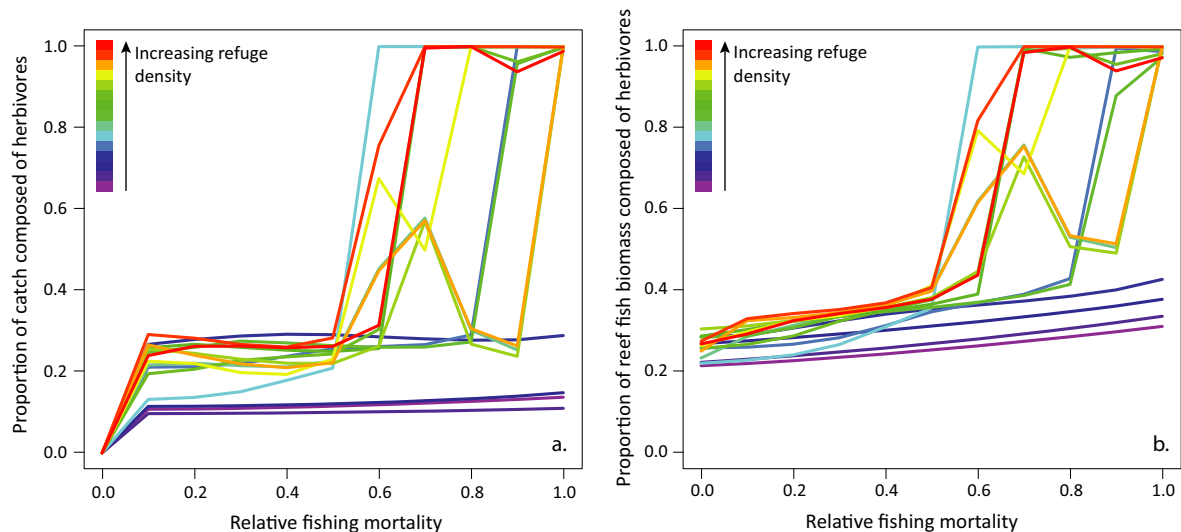 Proportion of catch composed of herbivores
1.0
0.8
0.6
0.4
0.2
0.0
Increasing refuge
density
a.
0.0
0.2
0.4
0.6
0.8
1.0
Relative fishing mortality
Proportion of reef fish biomass composed of herbivores
1.0
0.8
0.6
0.4
0.2
0.0
Increasing refuge
density
b.
0.0
0.2
0.4
0.6
0.8
1.0
Relative fishing mortality